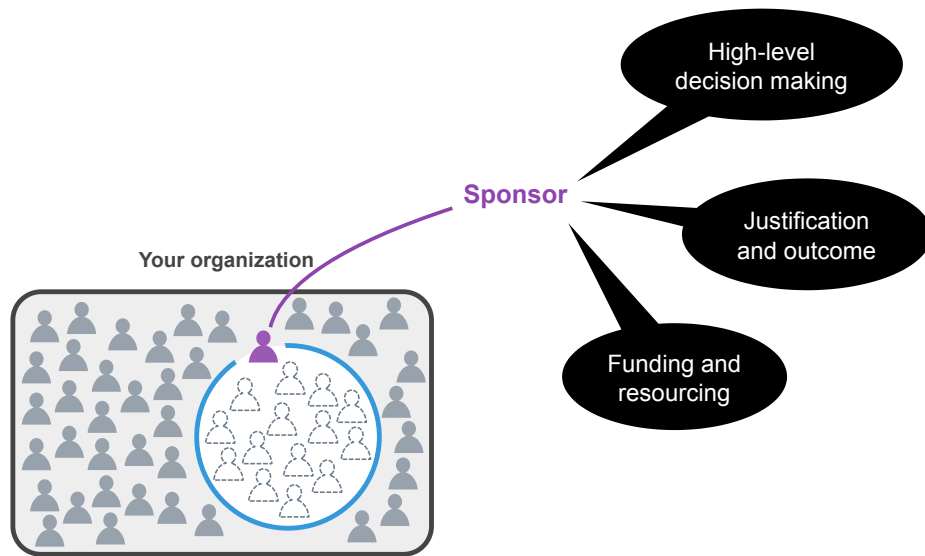 High-level
decision making
Sponsor
Justification
and outcome
Your organization
Funding and
resourcing